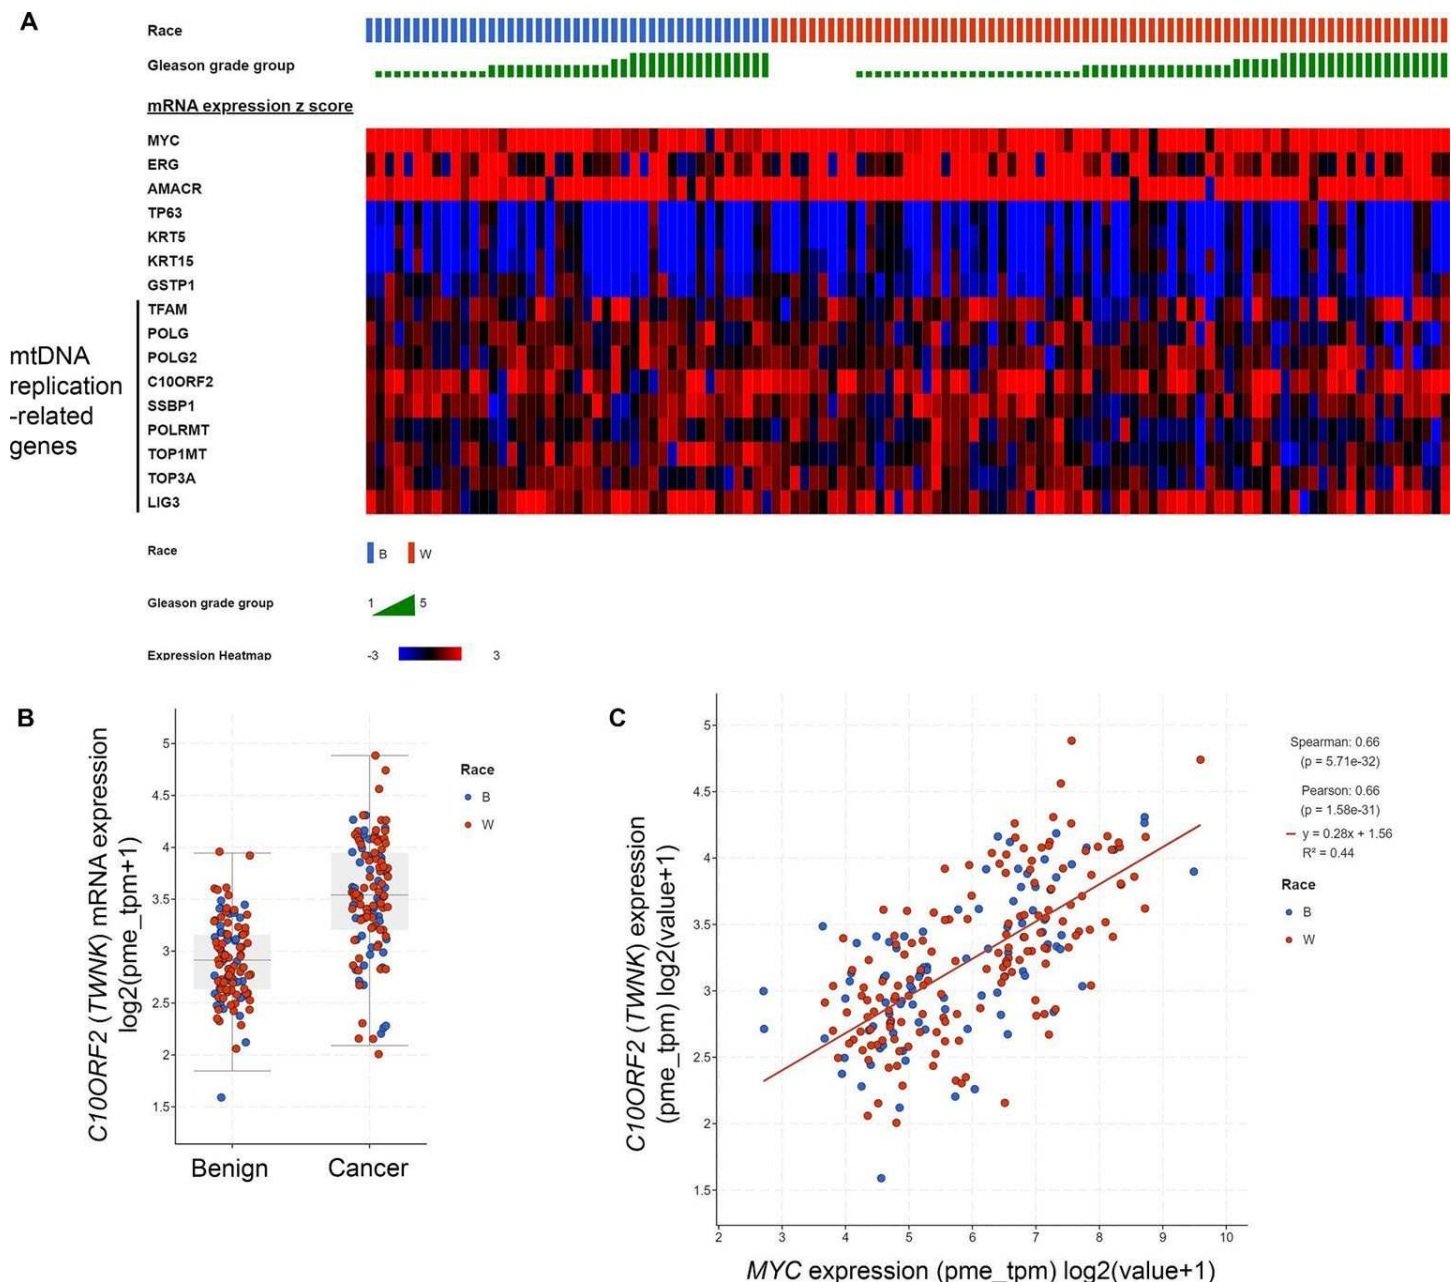 A
Race
Gleason grade group
mRNA expression z score
MYC
ERG
AMACR
TP63
KRT5
KRT15
GSTP1
TFAM
POLG
POLG2
C10ORF2
SSBP1
POLRMT
TOP1MT
TOP3A
LIG3
mtDNA
replication
-related
genes
Race B W
Gleason grade group 1 5
Expression Heatmap -3 3
B
C10ORF2 (TWNK) mRNA expression
log2(pme_tpm+1)
5
4.5
4
3.5
3
2.5
2
1.5
Benign Cancer
Race
B
W
C
C10ORF2 (TWNK) expression
(pme_tpm) log2(value+1)
5
4.5
4
3.5
3
2.5
2
1.5
2 3 4 5 6 7 8 9 10
MYC expression (pme_tpm) log2(value+1)
Spearman: 0.66
(p = 5.71e-32)
Pearson: 0.66
(p = 1.58e-31)
y = 0.28x + 1.56
R² = 0.44
Race
B
W